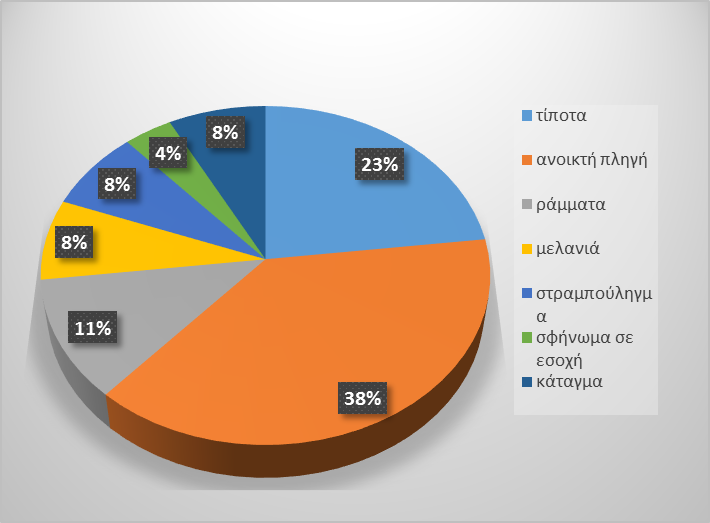 8%
4%
23%
8%
8%
11%
38%
τίποτα
ανοικτή πληγή
ράμματα
μελανιά
στραμπούληγμ
α
σφήνωμα σε
εσοχή
κάταγμα